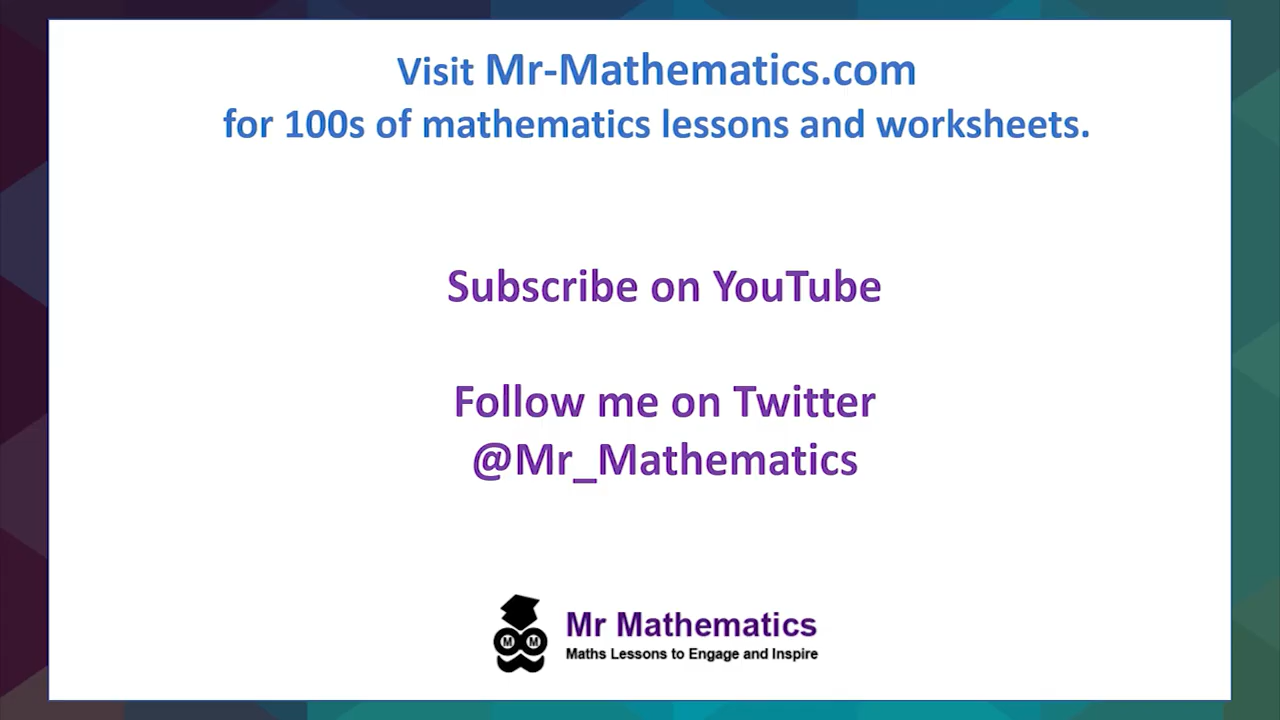 Visit Mr-Mathematics.com
for 100s of mathematics lessons and worksheets.
Subscribe on YouTube
Follow me on Twitter
@Mr_Mathematics
M M
Mr Mathematics
Maths Lessons to Engage and Inspire